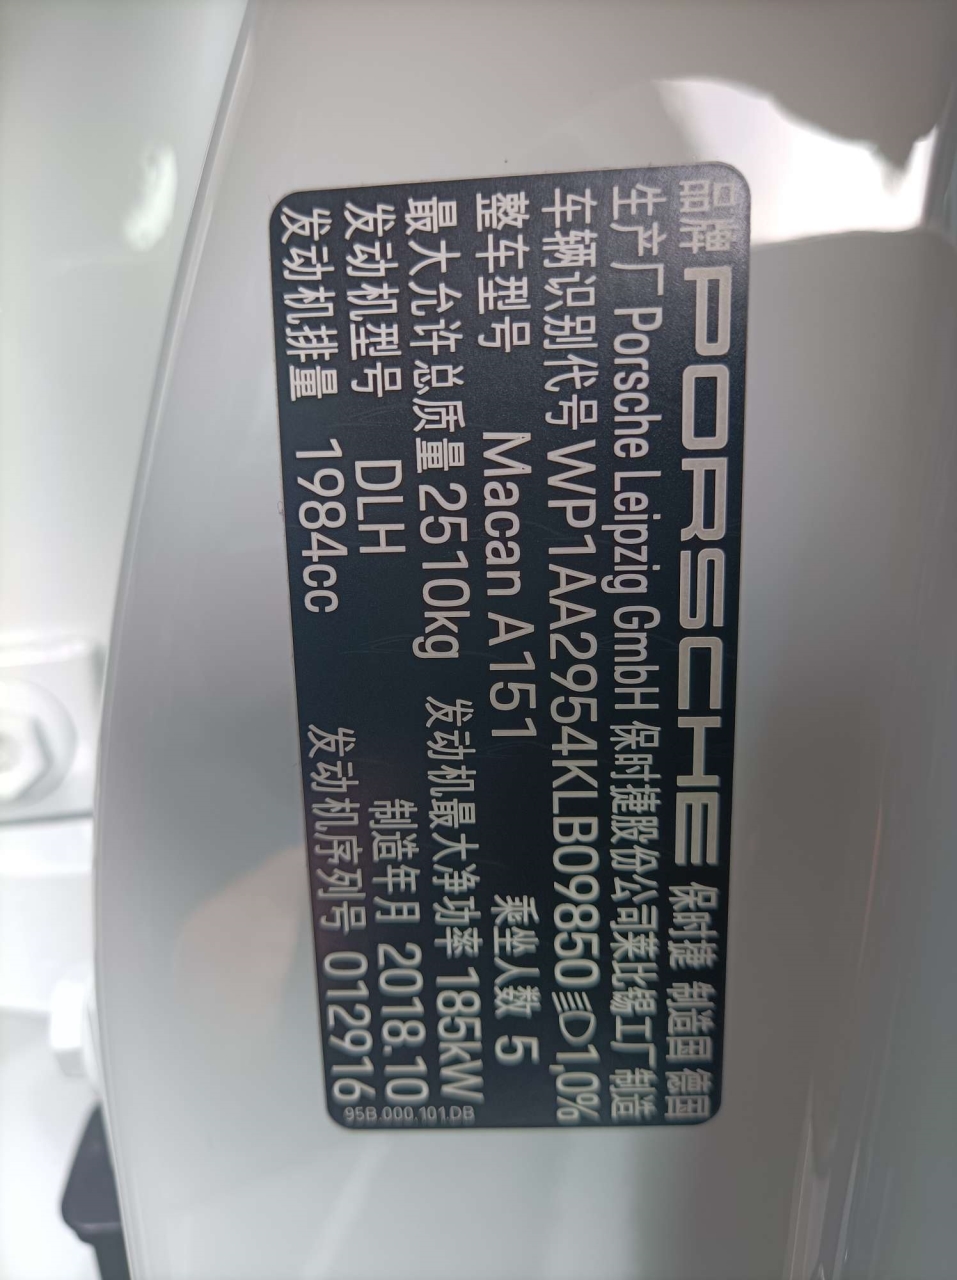 品牌 PORSCHE 保时捷 制造国 德国
生产厂 Porsche Leipzig GmbH 保时捷股份公司莱比锡工厂制造
车辆识别代号 WP1AA2954KLB09850 1,0%
整车型号 Macan A151 乘坐人数 5
最大允许总质量 2510kg 发动机最大净功率 185kW
发动机型号 DLH 制造年月 2018.10
发动机排量 1984cc 发动机序列号 012916
95B.000.101.DB